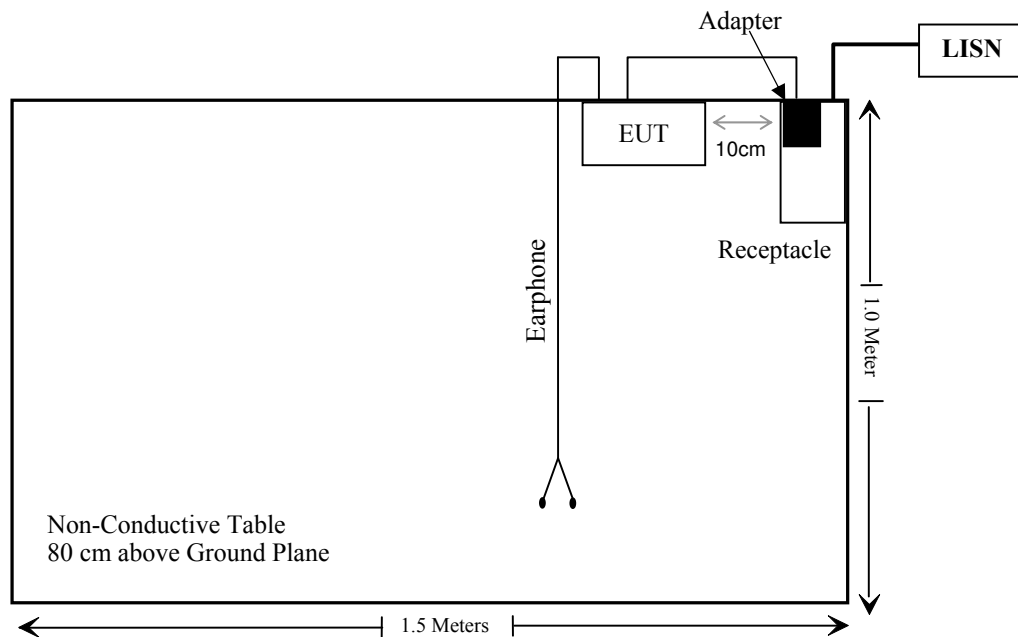 Adapter
LISN
EUT
10cm
Receptacle
Earphone
1.0 Meter
Non-Conductive Table
80 cm above Ground Plane
1.5 Meters